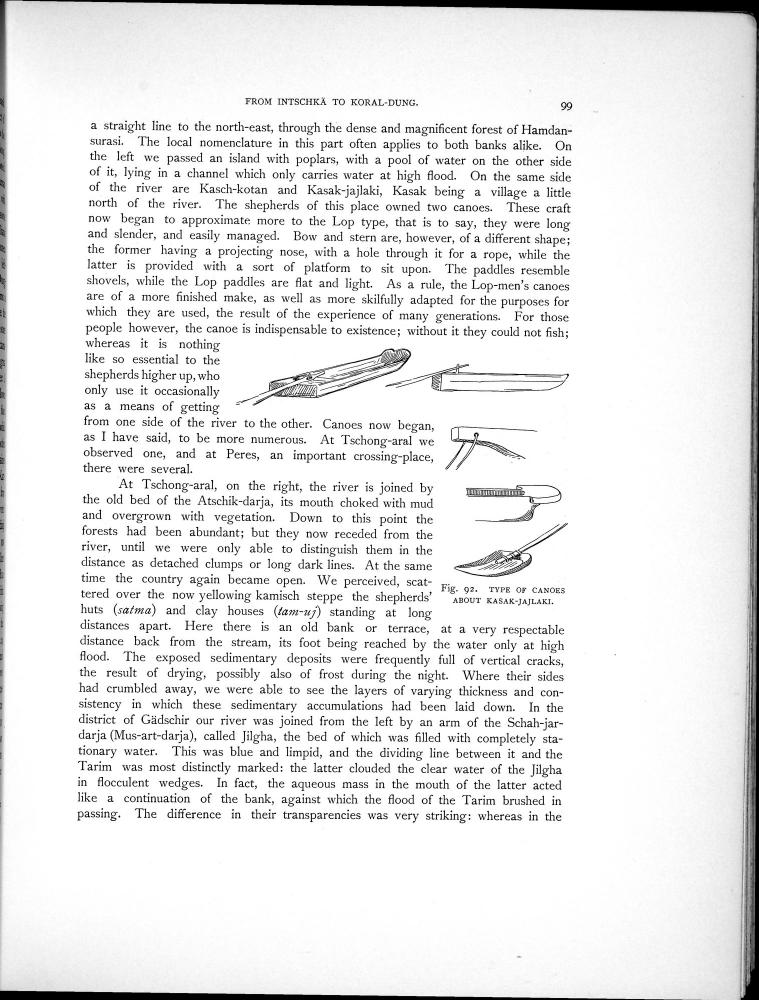 FROM INTSCHKÄ TO KORAL-DUNG.
99
a straight line to the north-east, through the dense and magnificent forest of Hamdan-
surasi. The local nomenclature in this part often applies to both banks alike. On
the left we passed an island with poplars, with a pool of water on the other side
of it, lying in a channel which only carries water at high flood. On the same side
of the river are Kasch-kotan and Kasak-jajlaki, Kasak being a village a little
north of the river. The shepherds of this place owned two canoes. These craft
now began to approximate more to the Lop type, that is to say, they were long
and slender, and easily managed. Bow and stern are, however, of a different shape;
the former having a projecting nose, with a hole through it for a rope, while the
latter is provided with a sort of platform to sit upon. The paddles resemble
shovels, while the Lop paddles are flat and light. As a rule, the Lop-men's canoes
are of a more finished make, as well as more skilfully adapted for the purposes for
which they are used, the result of the experience of many generations. For those
people however, the canoe is indispensable to existence; without it they could not fish;
whereas it is nothing
like so essential to the
shepherds higher up, who
only use it occasionally
as a means of getting
from one side of the river to the other. Canoes now began,
as I have said, to be more numerous. At Tschong-aral we
observed one, and at Peres, an important crossing-place,
there were several.
At Tschong-aral, on the right, the river is joined by
the old bed of the Atschik-darja, its mouth choked with mud
and overgrown with vegetation. Down to this point the
forests had been abundant; but they now receded from the
river, until we were only able to distinguish them in the
distance as detached clumps or long dark lines. At the same
time the country again became open. We perceived, scat-
tered over the now yellowing kamisch steppe the shepherds'
huts (satma) and clay houses (tam-uj) standing at long
Fig. 92. TYPE OF CANOES
ABOUT KASAK-JAJLAKI.
distances apart. Here there is an old bank or terrace, at a very respectable
distance back from the stream, its foot being reached by the water only at high
flood. The exposed sedimentary deposits were frequently full of vertical cracks,
the result of drying, possibly also of frost during the night. Where their sides
had crumbled away, we were able to see the layers of varying thickness and con-
sistency in which these sedimentary accumulations had been laid down. In the
district of Gädschir our river was joined from the left by an arm of the Schah-jar-
darja (Mus-art-darja), called Jilgha, the bed of which was filled with completely sta-
tionary water. This was blue and limpid, and the dividing line between it and the
Tarim was most distinctly marked: the latter clouded the clear water of the Jilgha
in flocculent wedges. In fact, the aqueous mass in the mouth of the latter acted
like a continuation of the bank, against which the flood of the Tarim brushed in
passing. The difference in their transparencies was very striking: whereas in the